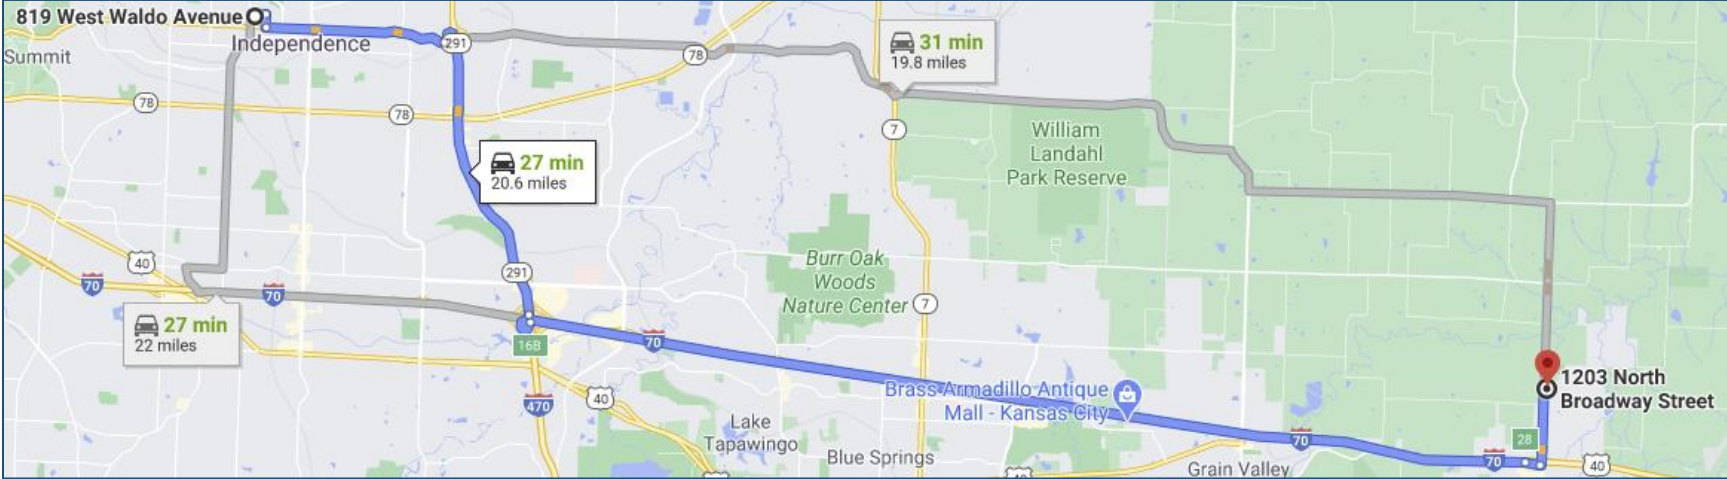 819 West Waldo Avenue
Summit
Independence
291
78
31 min
19.8 miles
78
78
7
William
Landahl
Park Reserve
27 min
20.6 miles
40
70
70
291
Burr Oak
Woods
Nature Center
7
27 min
22 miles
16B
70
470
40
Brass Armadillo Antique
Mall - Kansas City
Lake
Tapawingo
Blue Springs
1203 North
Broadway Street
28
70
70
40
Grain Valley